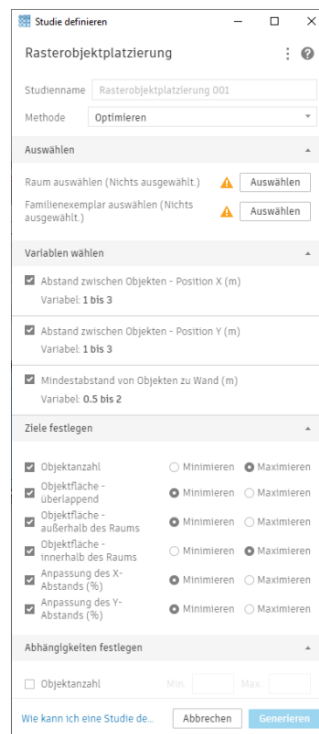 Studie definieren
Rasterobjektplatzierung
Studienname Rasterobjektplatzierung 001
Methode Optimieren
Auswählen
Raum auswählen (Nichts ausgewählt.) Auswählen
Familienexemplar auswählen (Nichts
ausgewählt.) Auswählen
Variablen wählen
Abstand zwischen Objekten - Position X (m)
Variabel: 1 bis 3
Abstand zwischen Objekten - Position Y (m)
Variabel: 1 bis 3
Mindestabstand von Objekten zu Wand (m)
Variabel: 0.5 bis 2
Ziele festlegen
Objektanzahl Minimieren Maximieren
Objektfläche -
überlappend Minimieren Maximieren
Objektfläche -
außerhalb des Raums Minimieren Maximieren
Objektfläche -
innerhalb des Raums Minimieren Maximieren
Anpassung des X-
Abstands (%) Minimieren Maximieren
Anpassung des Y-
Abstands (%) Minimieren Maximieren
Abhängigkeiten festlegen
Objektanzahl Min. Max.
Wie kann ich eine Studie de... Abbrechen Generieren